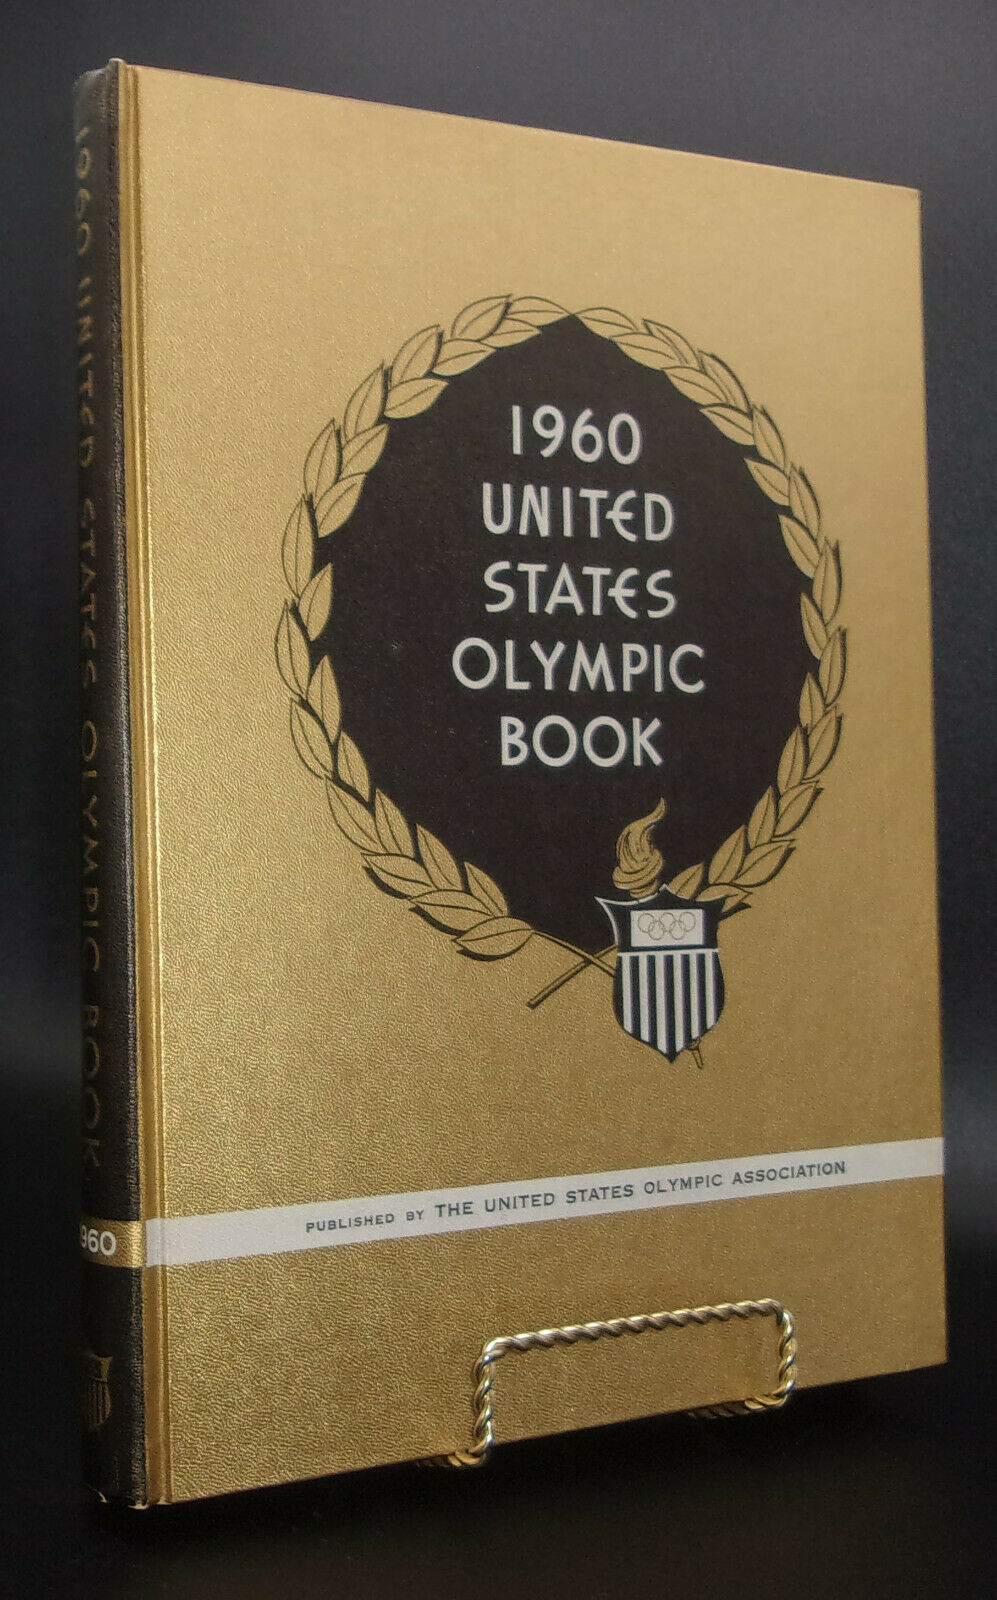 1960
UNITED
STATES
OLYMPIC
BOOK
PUBLISHED BY THE UNITED STATES OLYMPIC ASSOCIATION
1960 UNITED STATES OLYMPIC BOOK
1960